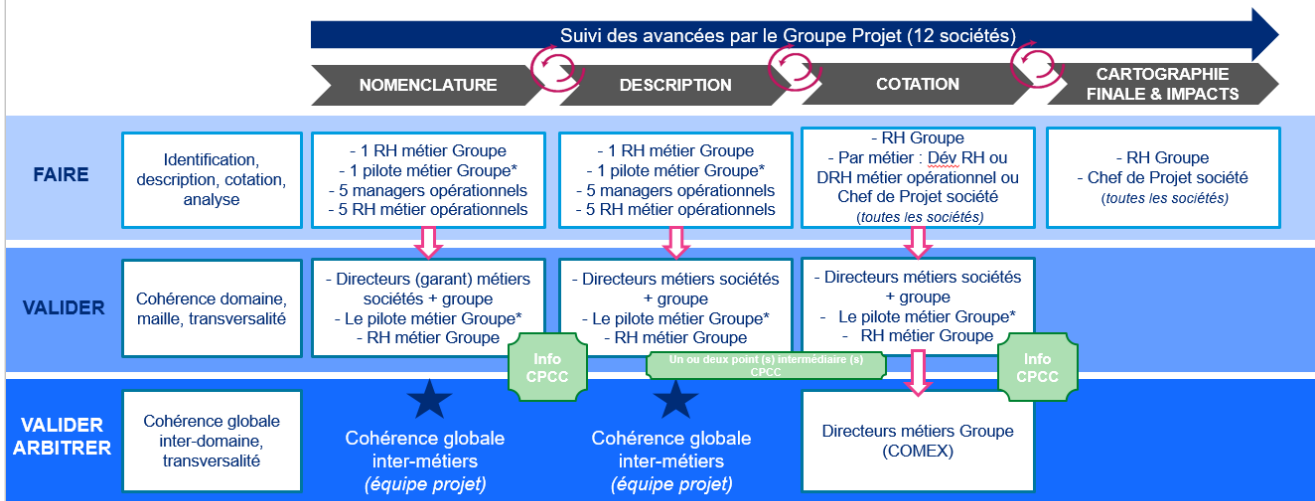 Suivi des avancées par le Groupe Projet (12 sociétés)
NOMENCLATURE
DESCRIPTION
COTATION
CARTOGRAPHIE
FINALE & IMPACTS
FAIRE
Identification,
description, cotation,
analyse
- 1 RH métier Groupe
- 1 pilote métier Groupe*
- 5 managers opérationnels
- 5 RH métier opérationnels
- 1 RH métier Groupe
- 1 pilote métier Groupe*
- 5 managers opérationnels
- 5 RH métier opérationnels
- RH Groupe
- Par métier : Dév RH ou
DRH métier opérationnel ou
Chef de Projet société
(toutes les sociétés)
- RH Groupe
- Chef de Projet société
(toutes les sociétés)
VALIDER
Cohérence domaine,
maille, transversalité
- Directeurs (garant) métiers
sociétés + groupe
- Le pilote métier Groupe*
- RH métier Groupe
- Directeurs métiers sociétés
+ groupe
- Le pilote métier Groupe*
- RH métier Groupe
- Directeurs métiers sociétés
+ groupe
- Le pilote métier Groupe*
- RH métier Groupe
Info
CPCC
Un ou deux point (s) intermédiaire (s)
CPCC
Info
CPCC
VALIDER
ARBITRER
Cohérence globale
inter-domaine,
transversalité
Cohérence globale
inter-métiers
(équipe projet)
Cohérence globale
inter-métiers
(équipe projet)
Directeurs métiers Groupe
(COMEX)